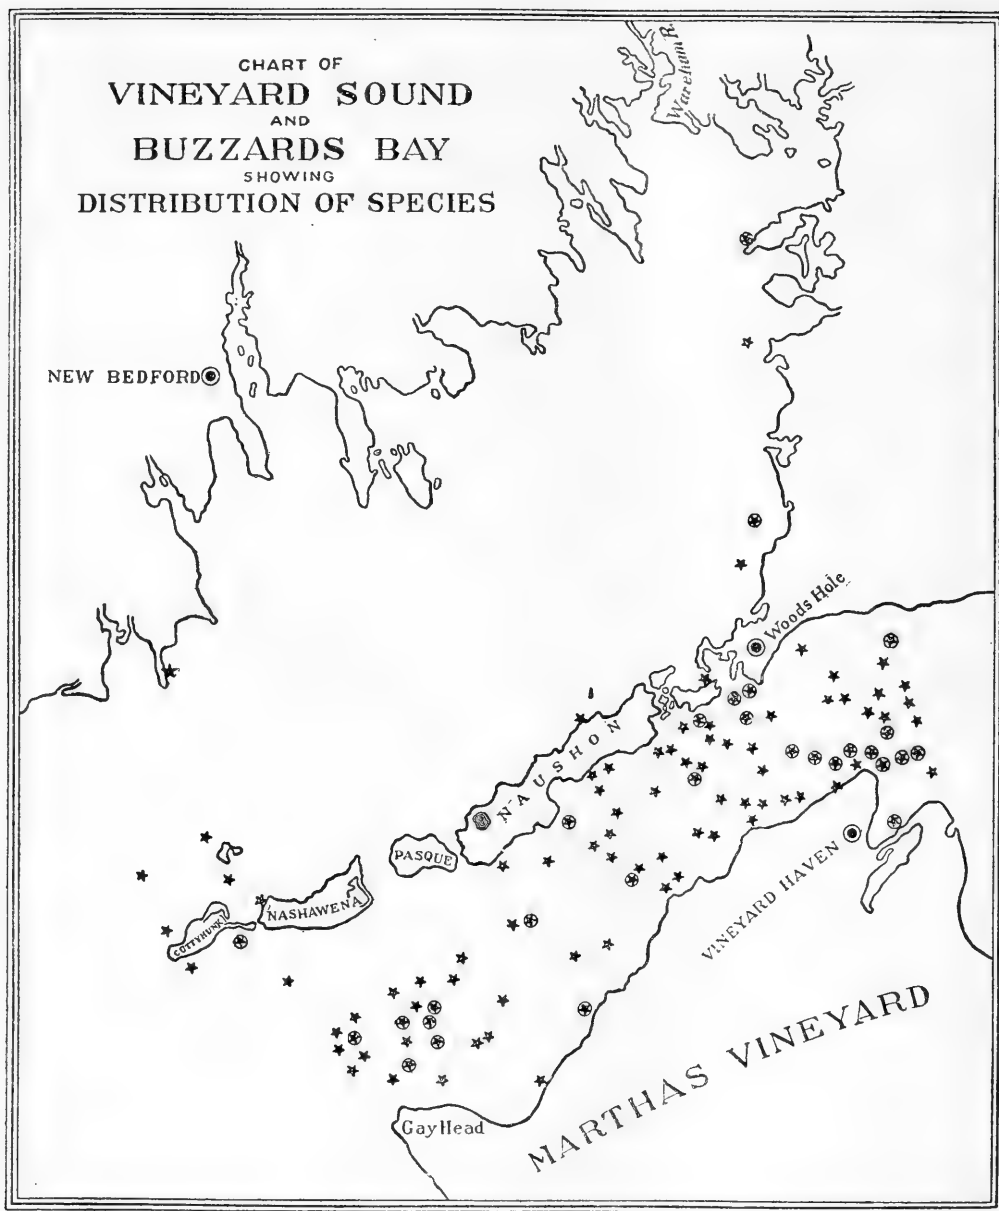 CHART OF
VINEYARD SOUND
AND
BUZZARDS BAY
SHOWING
DISTRIBUTION OF SPECIES
Wareham R.
NEW BEDFORD
Woods Hole
NAUSHON
PASQUE
NASHAWENA
CUTTYHUNK
VINEYARD HAVEN
MARTHAS VINEYARD
Gay Head